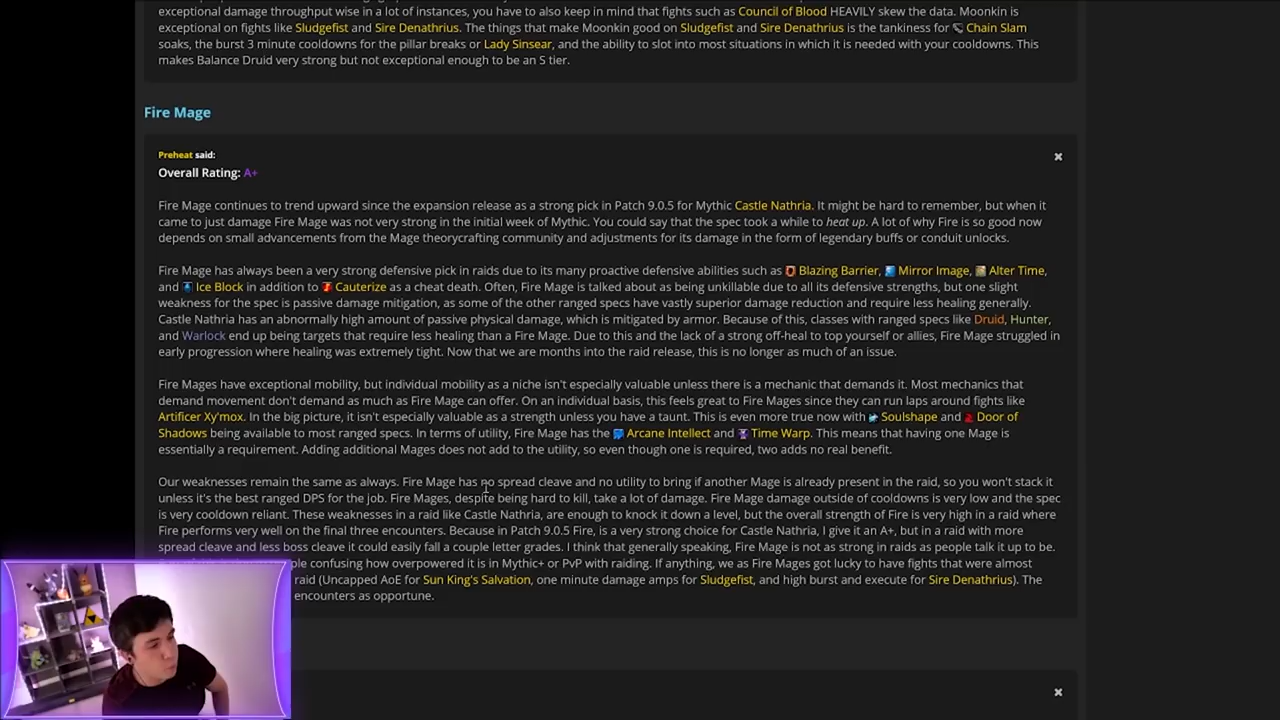 exceptional damage throughput wise in a lot of instances, you have to also keep in mind that fights such as Council of Blood HEAVILY skew the data. Moonkin is
exceptional on fights like Sludgefist and Sire Denathrius. The things that make Moonkin good on Sludgefist and Sire Denathrius is the tankiness for Chain Slam
soaks, the burst 3 minute cooldowns for the pillar breaks or Lady Sinsear, and the ability to slot into most situations in which it is needed with your cooldowns. This
makes Balance Druid very strong but not exceptional enough to be an S tier.
Fire Mage
Preheat said:
Overall Rating: A+
Fire Mage continues to trend upward since the expansion release as a strong pick in Patch 9.0.5 for Mythic Castle Nathria. It might be hard to remember, but when it
came to just damage Fire Mage was not very strong in the initial week of Mythic. You could say that the spec took a while to heat up. A lot of why Fire is so good now
depends on small advancements from the Mage theorycrafting community and adjustments for its damage in the form of legendary buffs or conduit unlocks.
Fire Mage has always been a very strong defensive pick in raids due to its many proactive defensive abilities such as Blazing Barrier, Mirror Image, Alter Time,
and Ice Block in addition to Cauterize as a cheat death. Often, Fire Mage is talked about as being unkillable due to all its defensive strengths, but one slight
weakness for the spec is passive damage mitigation, as some of the other ranged specs have vastly superior damage reduction and require less healing generally.
Castle Nathria has an abnormally high amount of passive physical damage, which is mitigated by armor. Because of this, classes with ranged specs like Druid, Hunter,
and Warlock end up being targets that require less healing than a Fire Mage. Due to this and the lack of a strong off-heal to top yourself or allies, Fire Mage struggled in
early progression where healing was extremely tight. Now that we are months into the raid release, this is no longer as much of an issue.
Fire Mages have exceptional mobility, but individual mobility as a niche isn't especially valuable unless there is a mechanic that demands it. Most mechanics that
demand movement don't demand as much as Fire Mage can offer. On an individual basis, this feels great to Fire Mages since they can run laps around fights like
Artificer Xy'mox. In the big picture, it isn't especially valuable as a strength unless you have a taunt. This is even more true now with Soulshape and Door of
Shadows being available to most ranged specs. In terms of utility, Fire Mage has the Arcane Intellect and Time Warp. This means that having one Mage is
essentially a requirement. Adding additional Mages does not add to the utility, so even though one is required, two adds no real benefit.
Our weaknesses remain the same as always. Fire Mage has no spread cleave and no utility to bring if another Mage is already present in the raid, so you won't stack it
unless it's the best ranged DPS for the job. Fire Mages, despite being hard to kill, take a lot of damage. Fire Mage damage outside of cooldowns is very low and the spec
is very cooldown reliant. These weaknesses in a raid like Castle Nathria, are enough to knock it down a level, but the overall strength of Fire is very high in a raid where
Fire performs very well on the final three encounters. Because in Patch 9.0.5 Fire, is a very strong choice for Castle Nathria, I give it an A+, but in a raid with more
spread cleave and less boss cleave it could easily fall a couple letter grades. I think that generally speaking, Fire Mage is not as strong in raids as people talk it up to be.
confusing how overpowered it is in Mythic+ or PvP with raiding. If anything, we as Fire Mages got lucky to have fights that were almost
raid (Uncapped AoE for Sun King's Salvation, one minute damage amps for Sludgefist, and high burst and execute for Sire Denathrius). The
encounters as opportune.